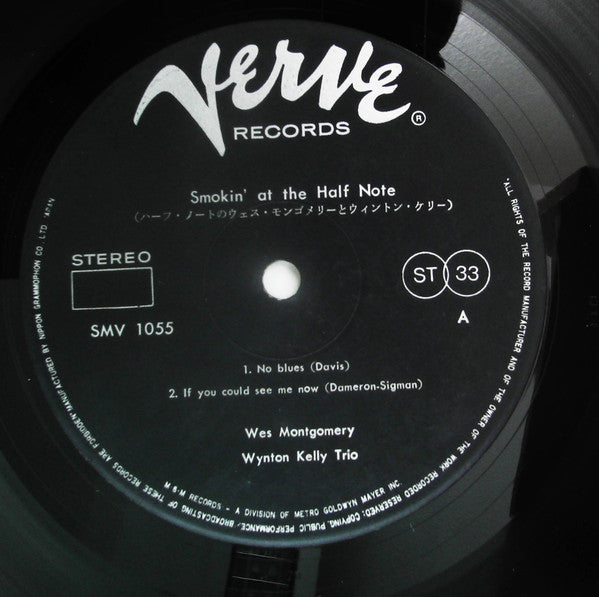 Verve
®
RECORDS
Smokin' at the Half Note
(ハーフ・ノートのウェス・モンゴメリーとウィントン・ケリー)
STEREO
SMV 1055
ST 33
A
1. No blues (Davis)
2. If you could see me now (Dameron-Sigman)
Wes Montgomery
Wynton Kelly Trio
M-G-M RECORDS - A DIVISION OF METRO GOLDWYN MAYER INC.
"ALL RIGHTS OF THE RECORD MANUFACTURER AND OF THE OWNER OF THE WORK RECORDED RESERVED; COPYING, PUBLIC PERFORMANCE, BROADCASTING OF THESE RECORDS ARE FORBIDDEN" MANUFACTURED BY NIPPON GRAMMOPHON CO. LTD. JAPAN